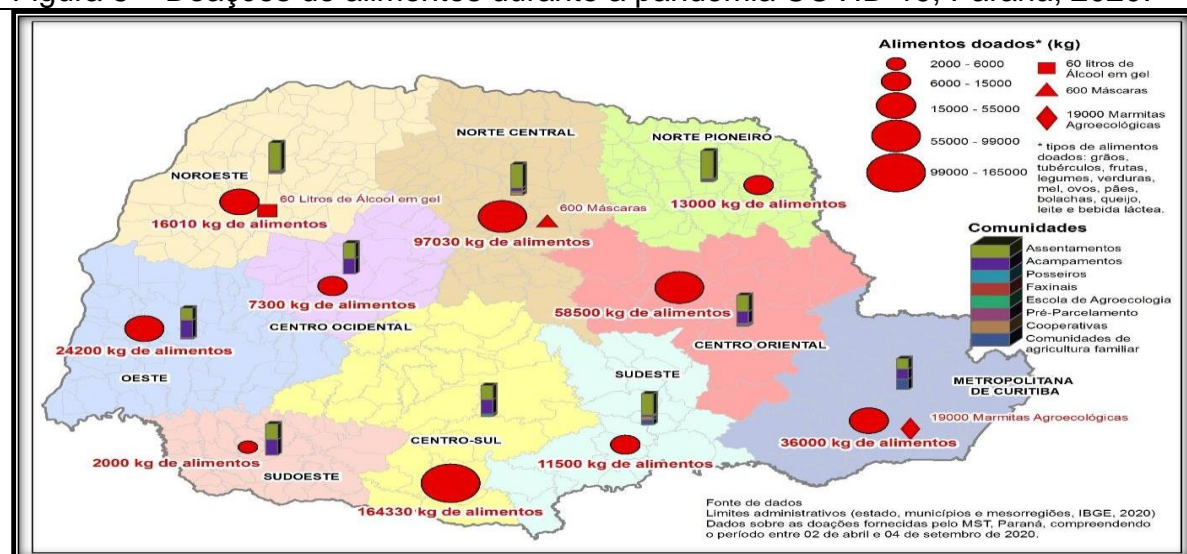 Figura 3 – Doações de alimentos durante a pandemia COVID-19, Paraná, 2020.
Alimentos doados* (kg)
2000 - 6000
6000 - 15000
15000 - 55000
55000 - 99000
99000 - 165000
60 litros de
Álcool em gel
600 Máscaras
19000 Marmitas
Agroecológicas
* tipos de alimentos
doados: grãos,
tubérculos, frutas,
legumes, verduras,
mel, ovos, pães,
bolachas, queijo,
leite e bebida láctea.
Comunidades
Assentamentos
Acampamentos
Posseiros
Faxinais
Escola de Agroecologia
Pré-Parcelamento
Cooperativas
Comunidades de
agricultura familiar
NORTE CENTRAL
NORTE PIONEIRO
NOROESTE
60 Litros de Álcool em gel
16010 kg de alimentos
600 Máscaras
97030 kg de alimentos
13000 kg de alimentos
7300 kg de alimentos
CENTRO OCIDENTAL
58500 kg de alimentos
CENTRO ORIENTAL
24200 kg de alimentos
OESTE
SUDESTE
METROPOLITANA
DE CURITIBA
19000 Marmitas Agroecológicas
36000 kg de alimentos
CENTRO-SUL
11500 kg de alimentos
2000 kg de alimentos
SUDOESTE
164330 kg de alimentos
Fonte de dados
Limites administrativos (estado, municípios e mesorregiões, IBGE, 2020)
Dados sobre as doações fornecidas pelo MST, Paraná, compreendendo
o período entre 02 de abril e 04 de setembro de 2020.